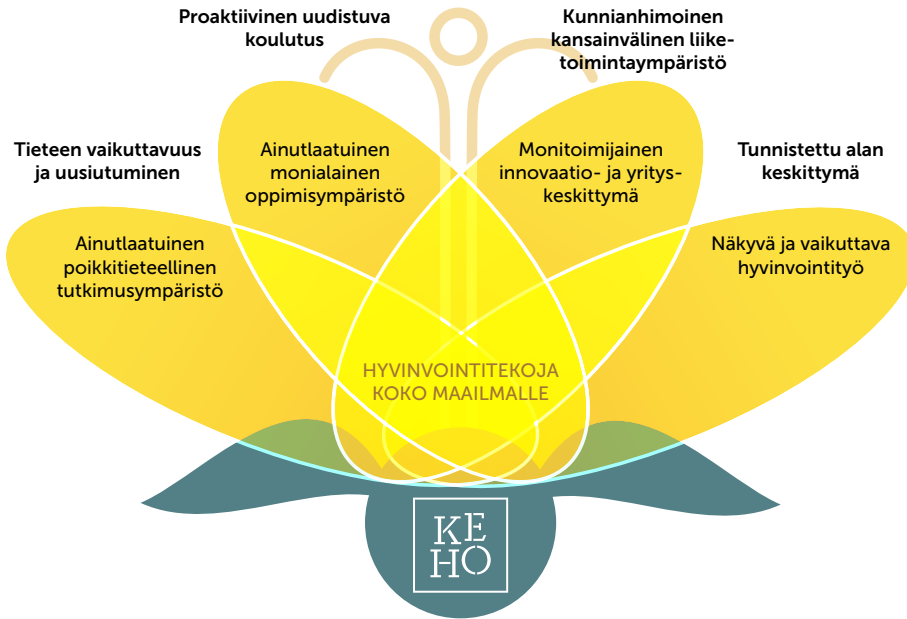 Proaktiivinen uudistuva
koulutus
Kunnianhimoinen
kansainvälinen liike-
toimintaympäristö
Tieteen vaikuttavuus
ja uusiutuminen
Ainutlaatuinen
monialainen
oppimisympäristö
Monitoimijainen
innovaatio- ja yritys-
keskittymä
Tunnistettu alan
keskittymä
Ainutlaatuinen
poikkitieteellinen
tutkimusympäristö
Näkyvä ja vaikuttava
hyvinvointityö
HYVINVOINTITEKOJA
KOKO MAAILMALLE
KE
HO